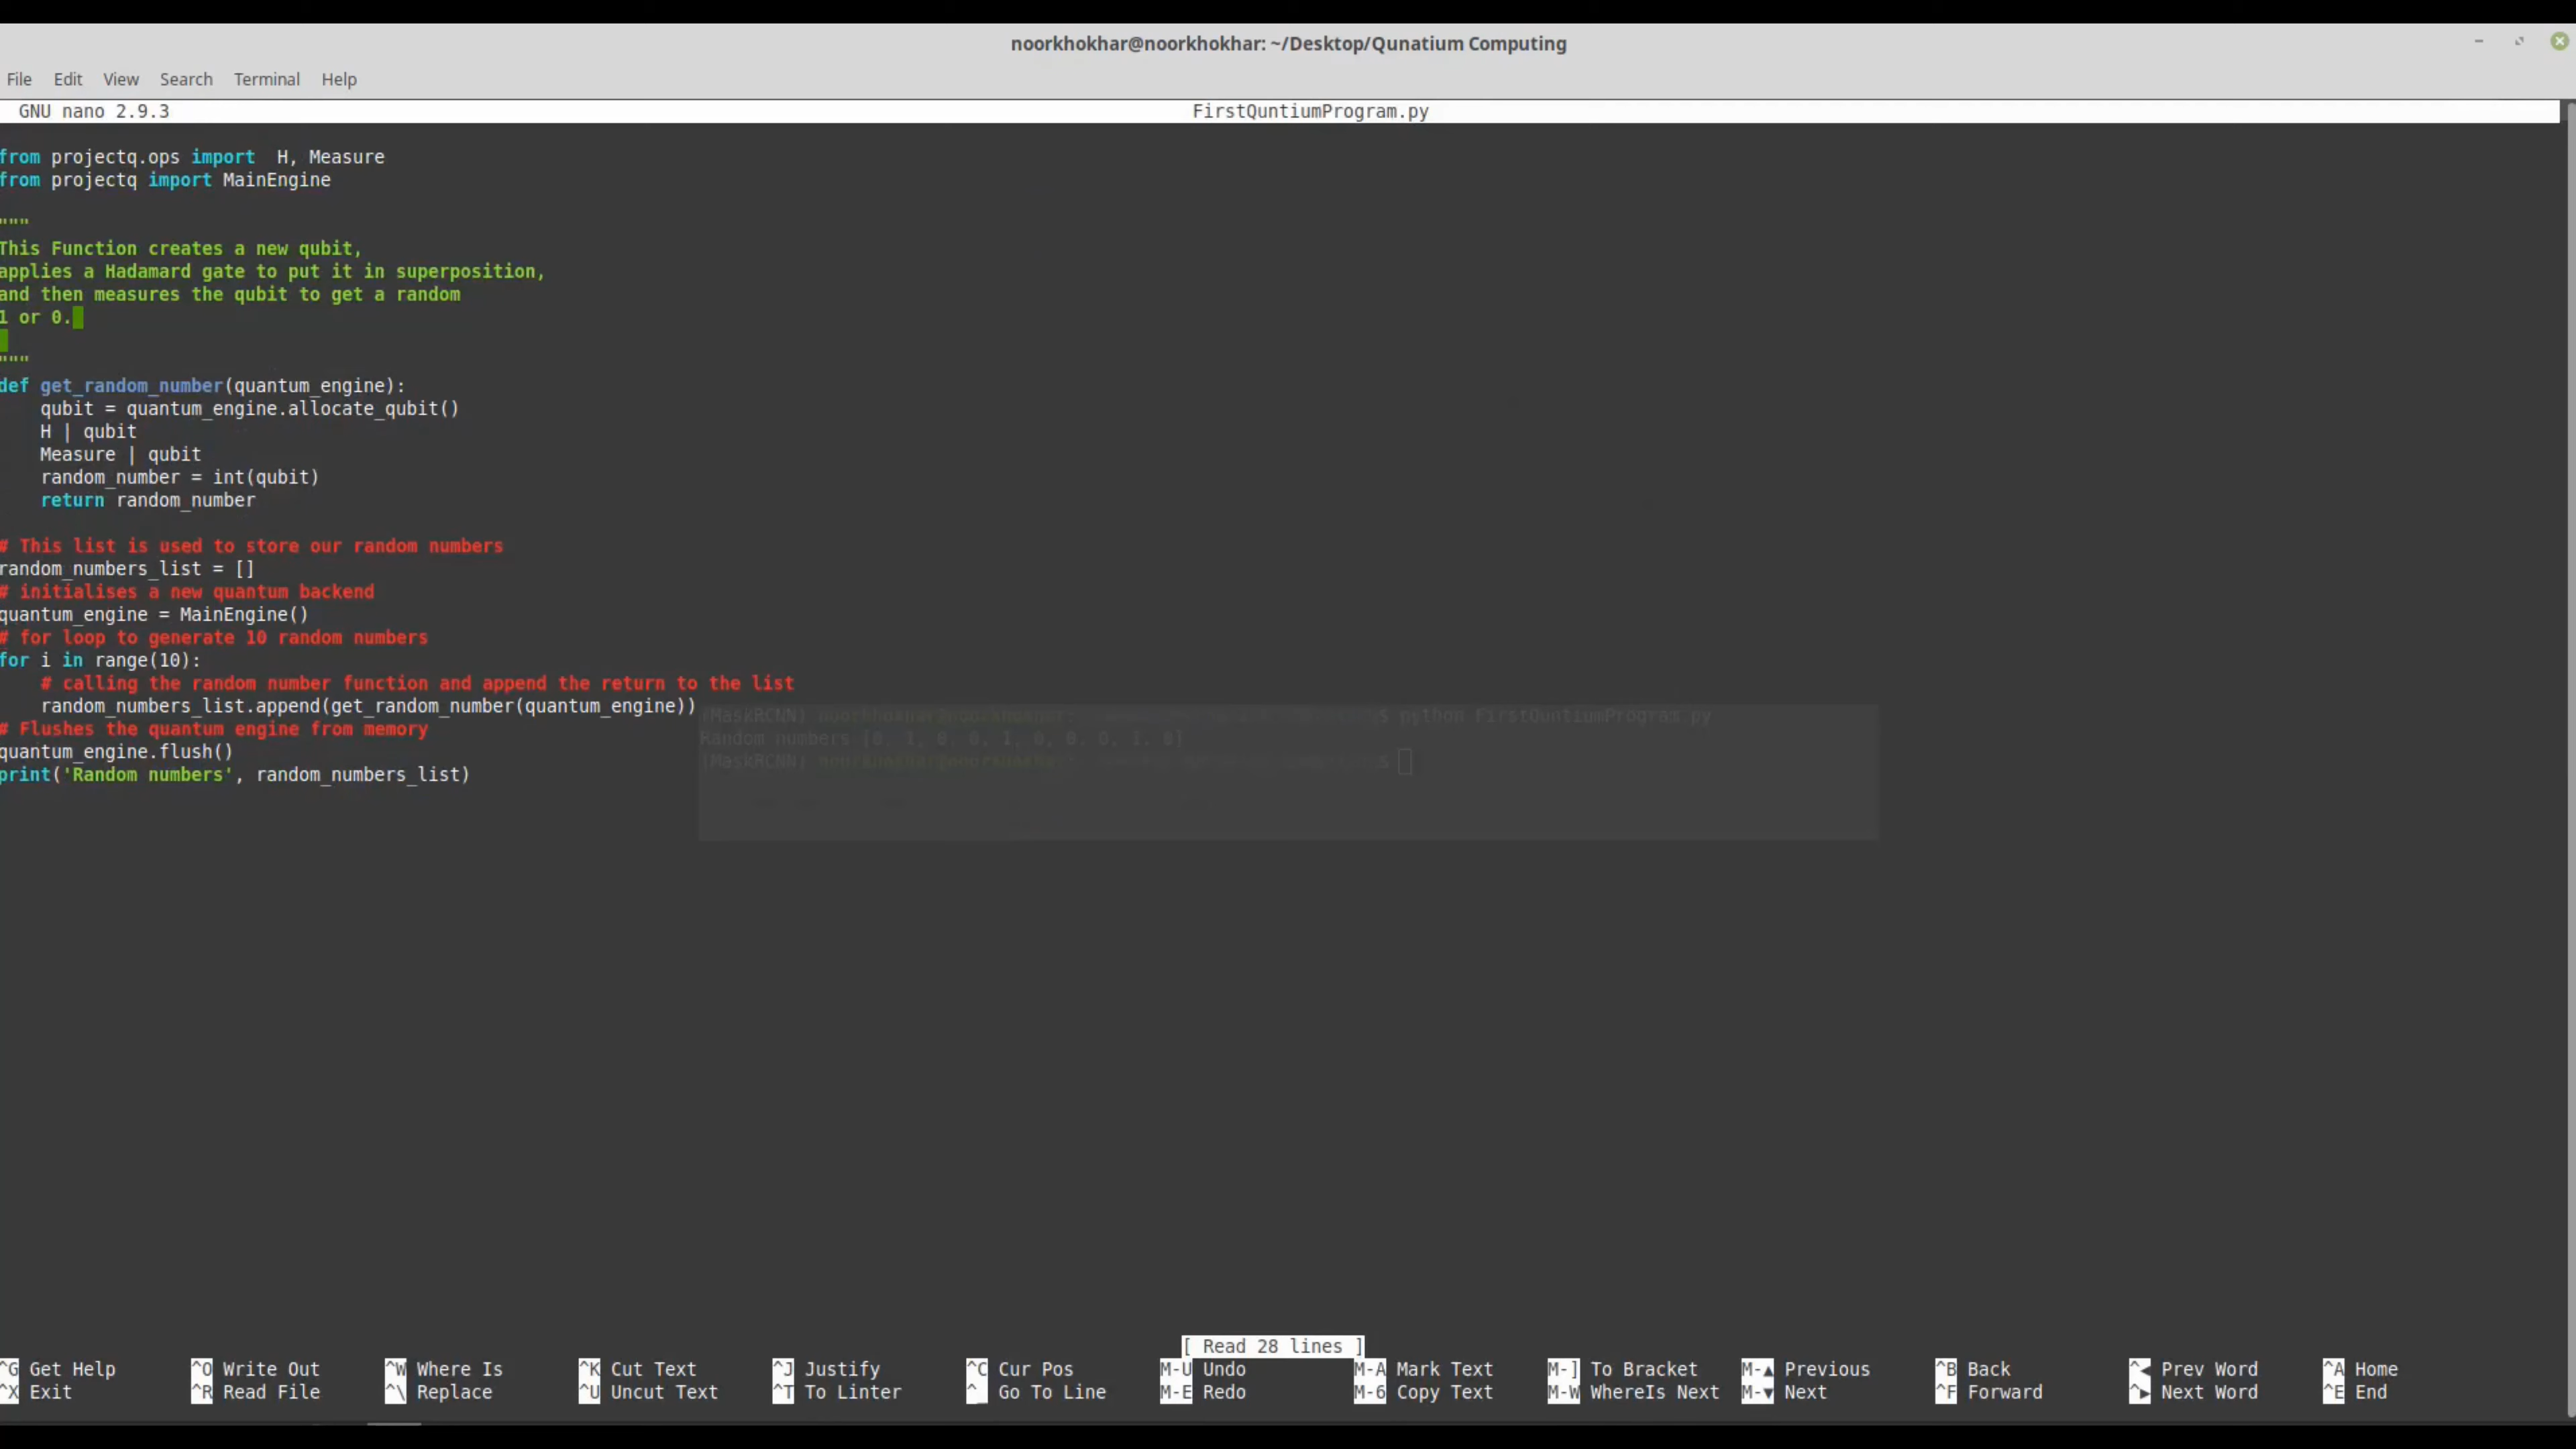 noorkhokhar@noorkhokhar: ~/Desktop/Qunatium Computing
File Edit View Search Terminal Help
GNU nano 2.9.3 FirstQuntiumProgram.py
from projectq.ops import  H, Measure
from projectq import MainEngine
"""
This Function creates a new qubit,
applies a Hadamard gate to put it in superposition,
and then measures the qubit to get a random
1 or 0.
"""
def get_random_number(quantum_engine):
    qubit = quantum_engine.allocate_qubit()
    H | qubit
    Measure | qubit
    random_number = int(qubit)
    return random_number
# This list is used to store our random numbers
random_numbers_list = []
# initialises a new quantum backend
quantum_engine = MainEngine()
# for loop to generate 10 random numbers
for i in range(10):
    # calling the random number function and append the return to the list
    random_numbers_list.append(get_random_number(quantum_engine))
# Flushes the quantum engine from memory
quantum_engine.flush()
print('Random numbers', random_numbers_list)
(MaskRCNN) $ python FirstQuntiumProgram.py
Random numbers
(MaskRCNN) $
[ Read 28 lines ]
^G Get Help ^O Write Out ^W Where Is ^K Cut Text ^J Justify ^C Cur Pos M-U Undo M-A Mark Text M-] To Bracket M-▲ Previous ^B Back ^◀ Prev Word ^A Home
^X Exit ^R Read File ^\ Replace ^U Uncut Text ^T To Linter ^_ Go To Line M-E Redo M-6 Copy Text M-W WhereIs Next M-▼ Next ^F Forward ^▶ Next Word ^E End